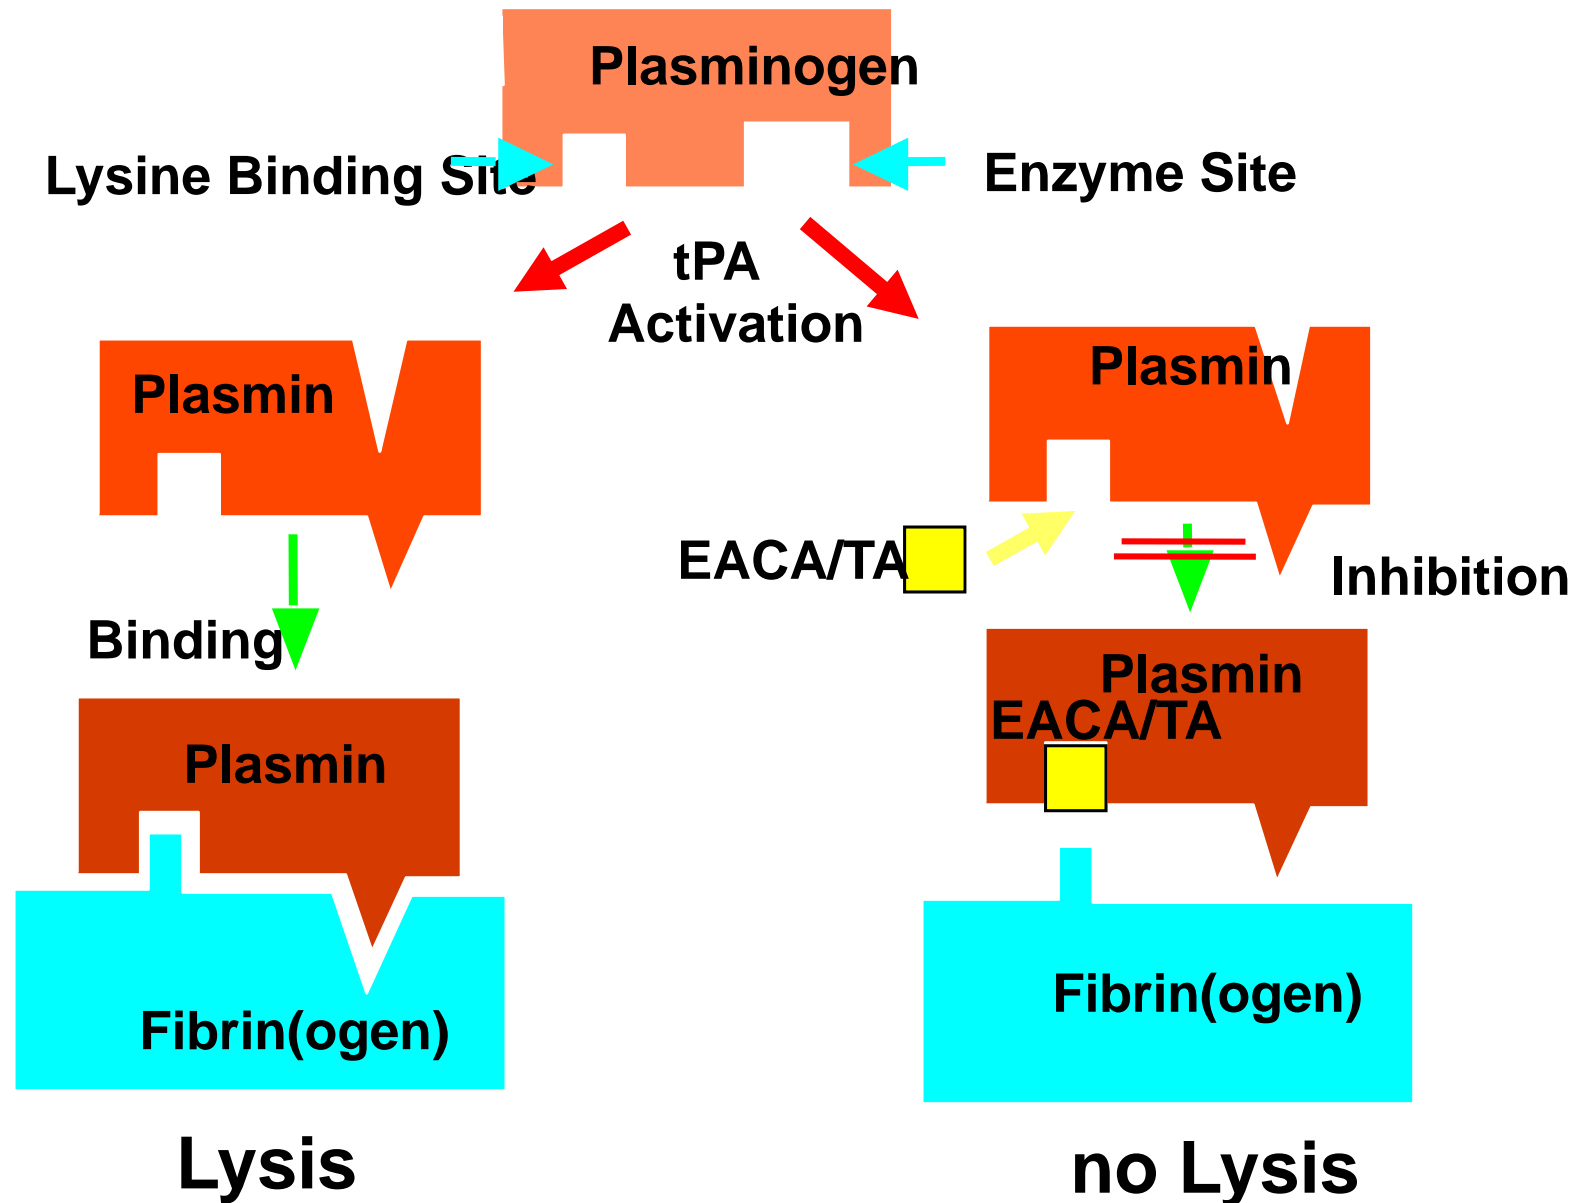 Plasminogen
Lysine Binding Site
Enzyme Site
tPA
Activation
Plasmin
Plasmin
EACA/TA
Inhibition
Binding
Plasmin
EACA/TA
Plasmin
Fibrin(ogen)
Fibrin(ogen)
Lysis
no Lysis